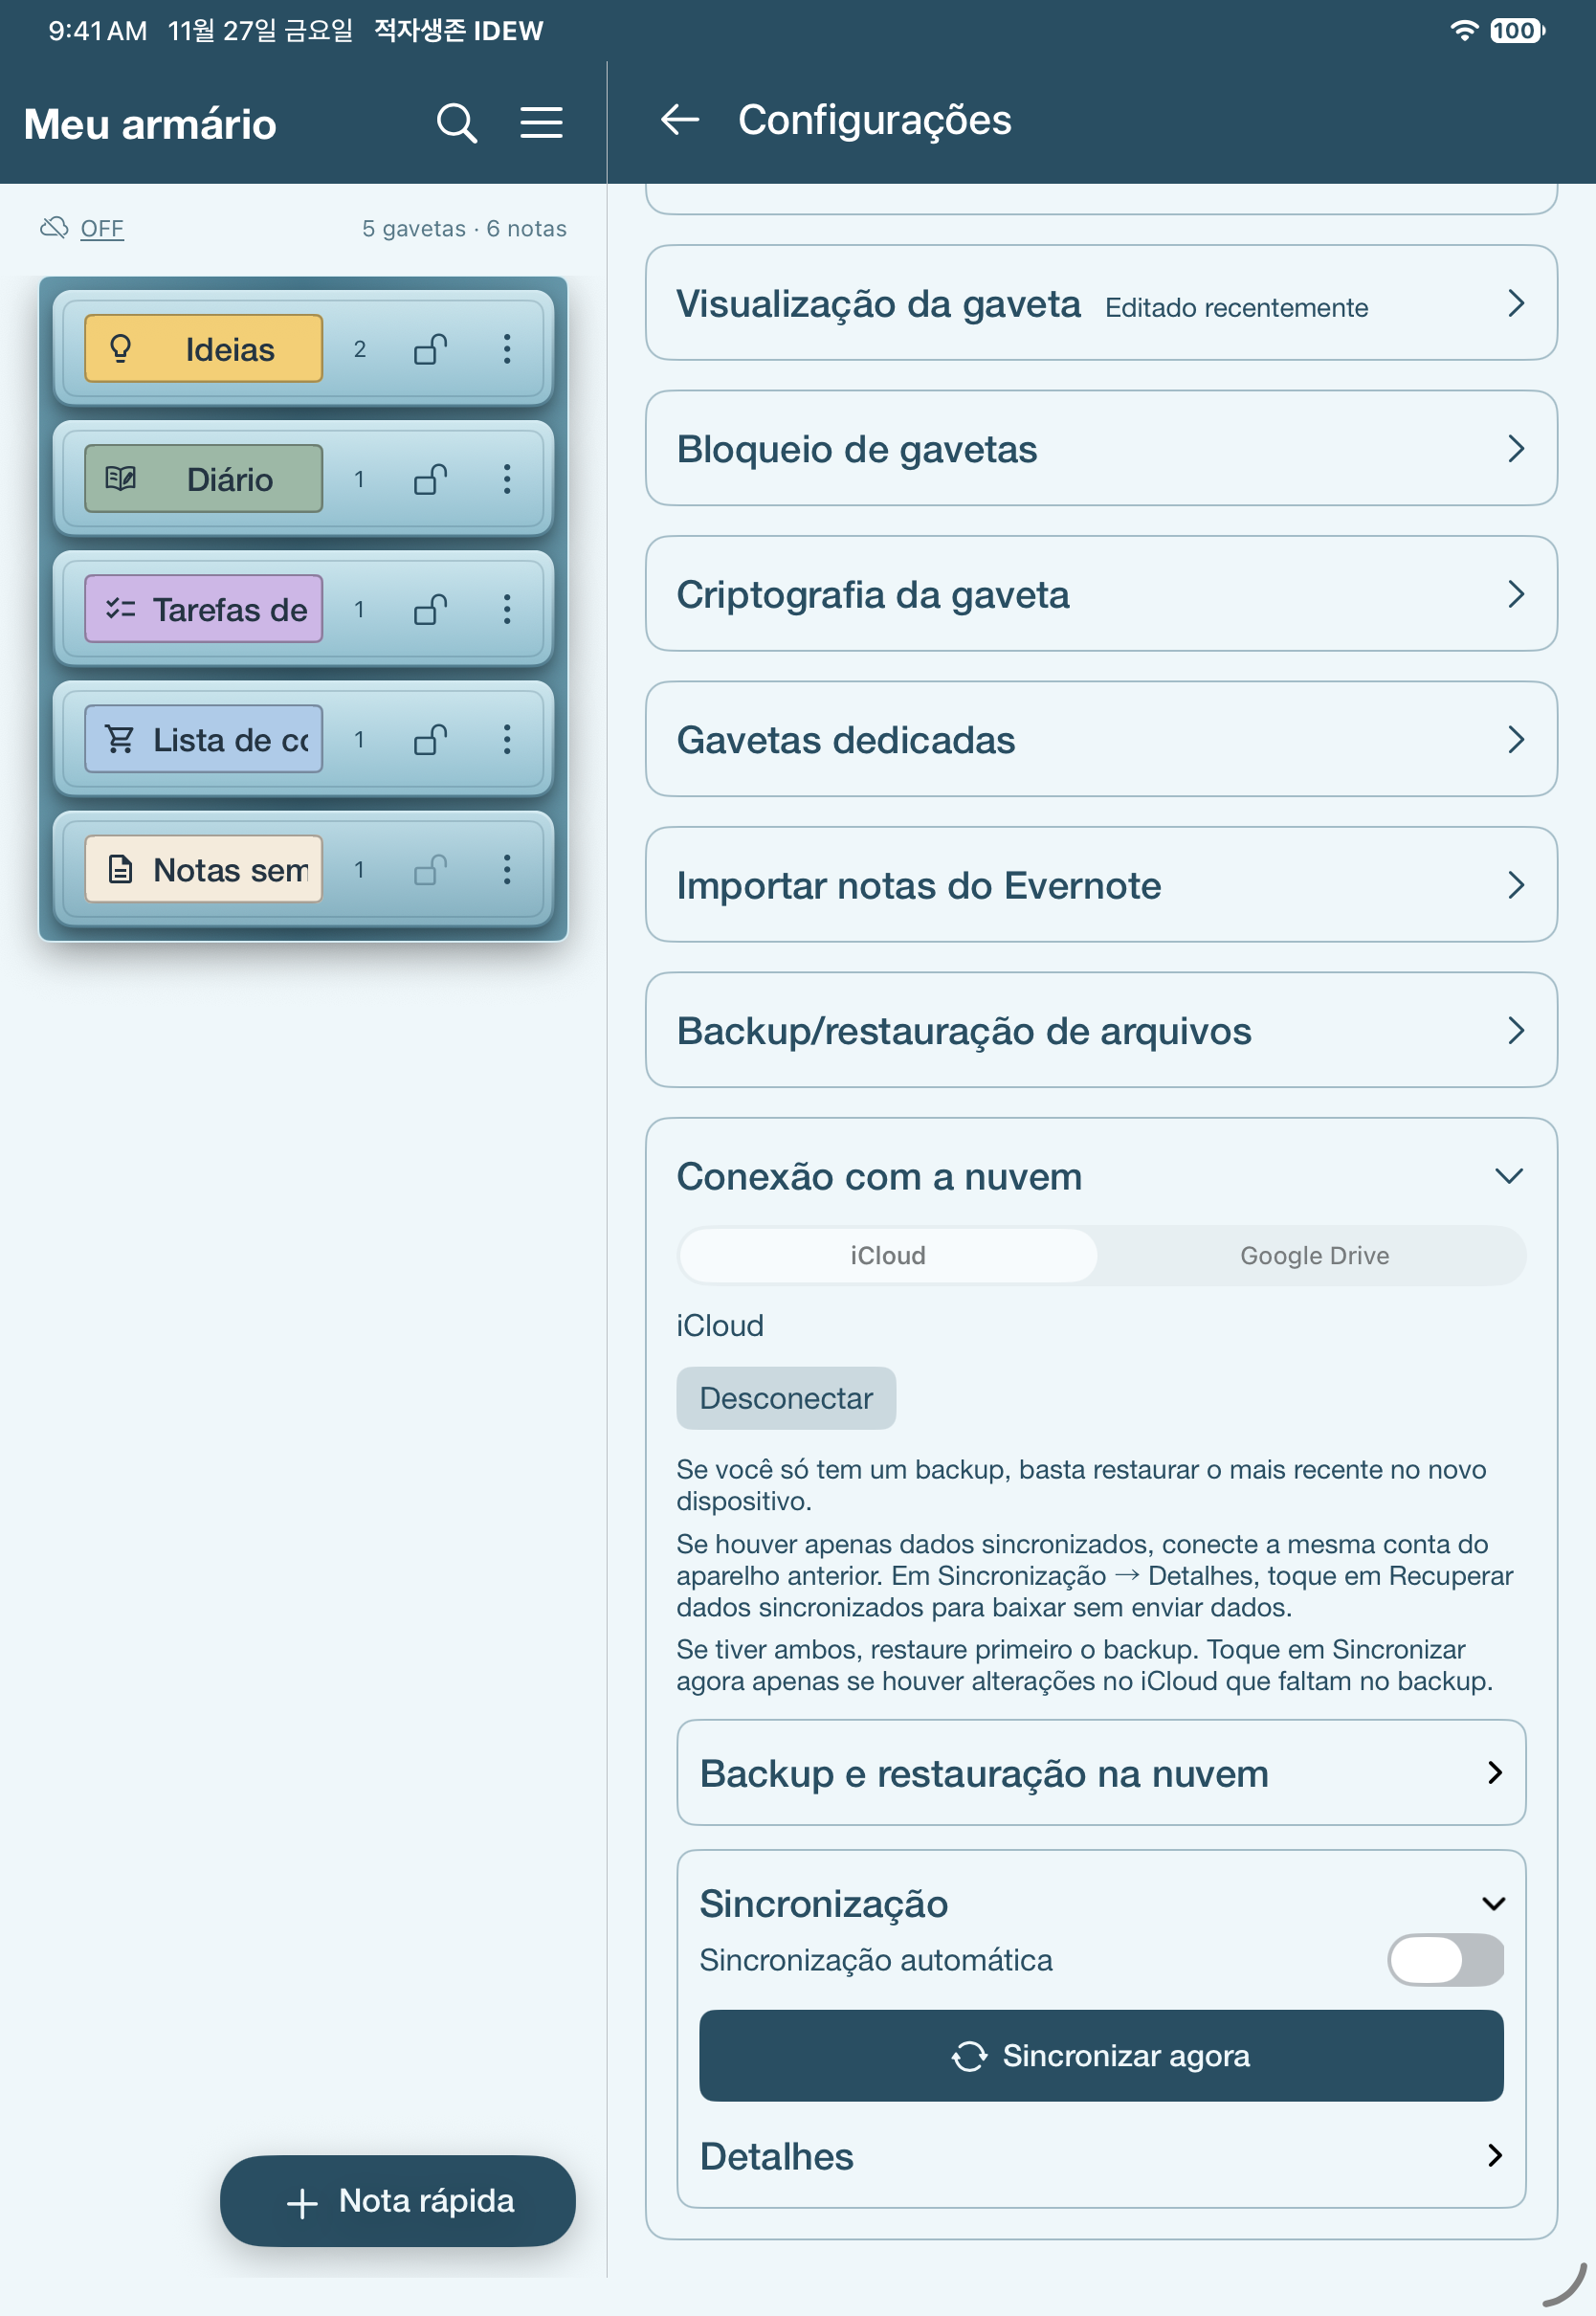 9:41 AM 11월 27일 금요일 적자생존 IDEW
100
Meu armário
OFF
5 gavetas · 6 notas
Ideias
2
Diário
1
Tarefas de
1
Lista de co
1
Notas sem
1
Nota rápida
Configurações
Visualização da gaveta Editado recentemente
Bloqueio de gavetas
Criptografia da gaveta
Gavetas dedicadas
Importar notas do Evernote
Backup/restauração de arquivos
Conexão com a nuvem
iCloud
Google Drive
iCloud
Desconectar
Se você só tem um backup, basta restaurar o mais recente no novo
dispositivo.
Se houver apenas dados sincronizados, conecte a mesma conta do
aparelho anterior. Em Sincronização → Detalhes, toque em Recuperar
dados sincronizados para baixar sem enviar dados.
Se tiver ambos, restaure primeiro o backup. Toque em Sincronizar
agora apenas se houver alterações no iCloud que faltam no backup.
Backup e restauração na nuvem
Sincronização
Sincronização automática
Sincronizar agora
Detalhes